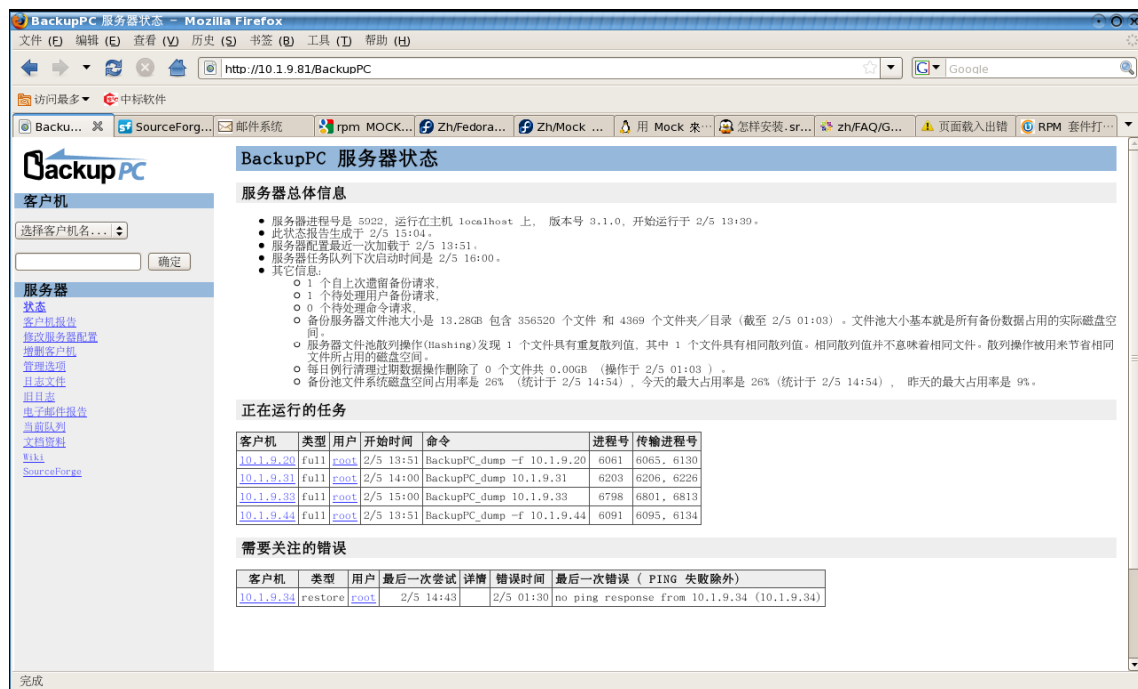 BackupPC 服务器状态 - Mozilla Firefox
文件 (F) 编辑 (E) 查看 (V) 历史 (S) 书签 (B) 工具 (T) 帮助 (H)
http://10.1.9.81/BackupPC
Google
访问最多 中标软件
Backu... SourceForg... 邮件系统 rpm MOCK... Zh/Fedora... Zh/Mock ... 用 Mock 來... 怎样安装.sr... zh/FAQ/G... 页面载入出错 RPM 套件打...
BackupPC
客户机
选择客户机名...
确定
服务器
状态
客户机报告
修改服务器配置
增删客户机
管理选项
日志文件
旧日志
电子邮件报告
当前队列
文档资料
Wiki
SourceForge
BackupPC 服务器状态
服务器总体信息
服务器进程号是 5922, 运行在主机 localhost 上, 版本号 3.1.0, 开始运行于 2/5 13:39。
此状态报告生成于 2/5 15:04。
服务器配置最近一次加载于 2/5 13:51。
服务器任务队列下次启动时间是 2/5 16:00。
其它信息:
1 个自上次遗留备份请求,
1 个待处理用户备份请求,
0 个待处理命令请求,
备份服务器文件池大小是 13.28GB 包含 356520 个文件 和 4369 个文件夹/目录 (截至 2/5 01:03) 。文件池大小基本就是所有备份数据占用的实际磁盘空
间。
服务器文件池散列操作(Hashing)发现 1 个文件具有重复散列值, 其中 1 个文件具有相同散列值。相同散列值并不意味着相同文件。散列操作被用来节省相同
文件所占用的磁盘空间。
每日例行清理过期数据操作删除了 0 个文件共 0.00GB (操作于 2/5 01:03 ) 。
备份池文件系统磁盘空间占用率是 26% (统计于 2/5 14:54) , 今天的最大占用率是 26% (统计于 2/5 14:54) , 昨天的最大占用率是 9%。
正在运行的任务
客户机 类型 用户 开始时间 命令 进程号 传输进程号
10.1.9.20 full root 2/5 13:51 BackupPC_dump -f 10.1.9.20 6061 6065, 6130
10.1.9.31 full root 2/5 14:00 BackupPC_dump 10.1.9.31 6203 6206, 6226
10.1.9.33 full root 2/5 15:00 BackupPC_dump 10.1.9.33 6798 6801, 6813
10.1.9.44 full root 2/5 13:51 BackupPC_dump -f 10.1.9.44 6091 6095, 6134
需要关注的错误
客户机 类型 用户 最后一次尝试 详情 错误时间 最后一次错误 ( PING 失败除外)
10.1.9.34 restore root 2/5 14:43 2/5 01:30 no ping response from 10.1.9.34 (10.1.9.34)
完成